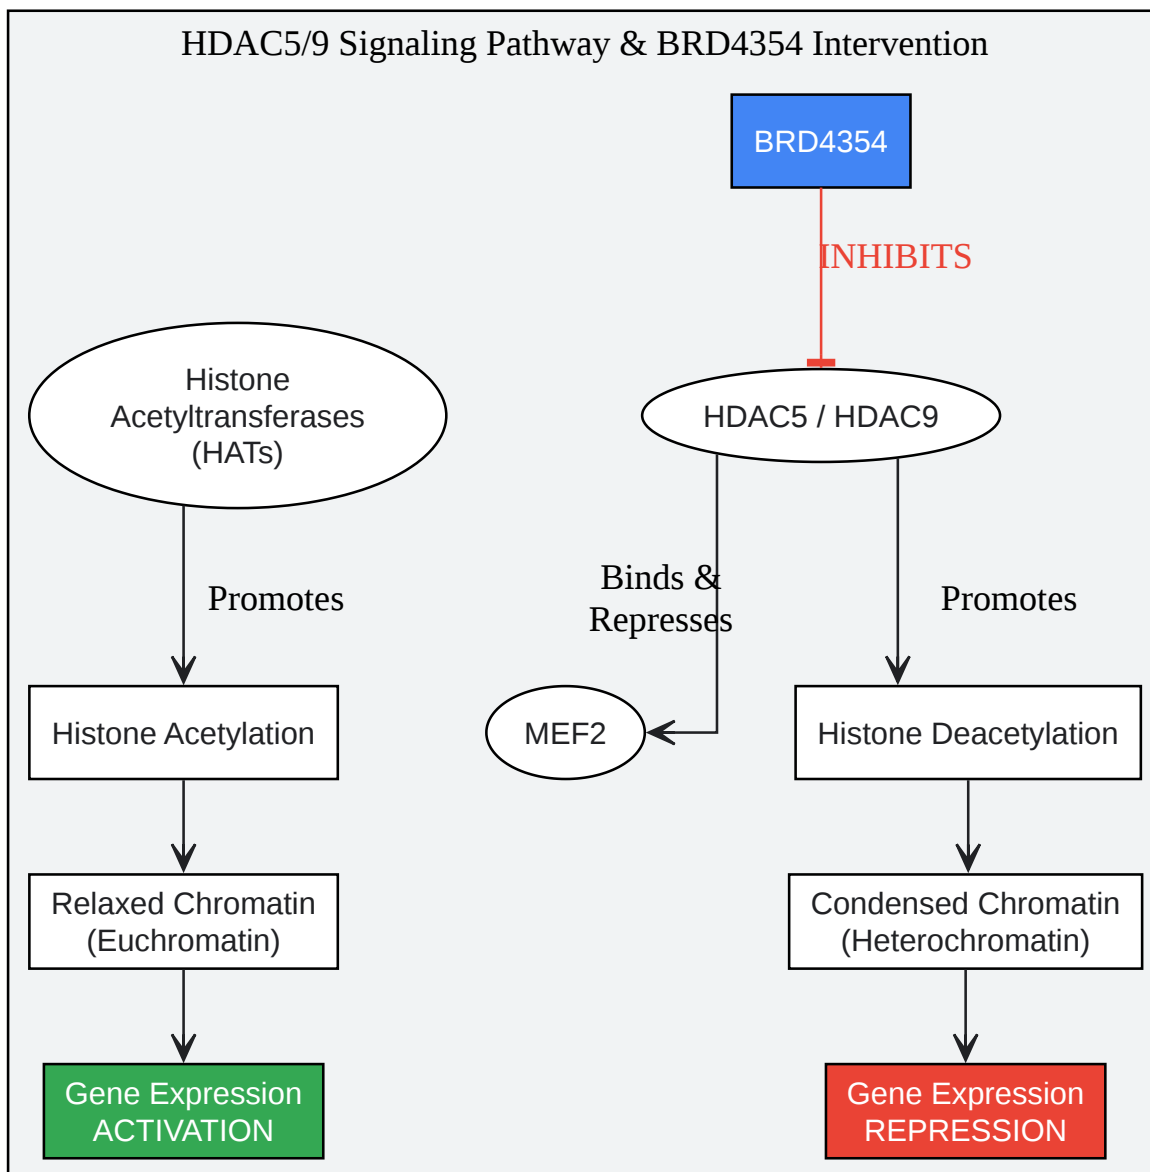 HDAC5/9 Signaling Pathway & BRD4354 Intervention
BRD4354
INHIBITS
Histone
Acetyltransferases
(HATs)
HDAC5 / HDAC9
Promotes
Binds &
Represses
Promotes
Histone Acetylation
MEF2
Histone Deacetylation
Relaxed Chromatin
(Euchromatin)
Condensed Chromatin
(Heterochromatin)
Gene Expression
ACTIVATION
Gene Expression
REPRESSION